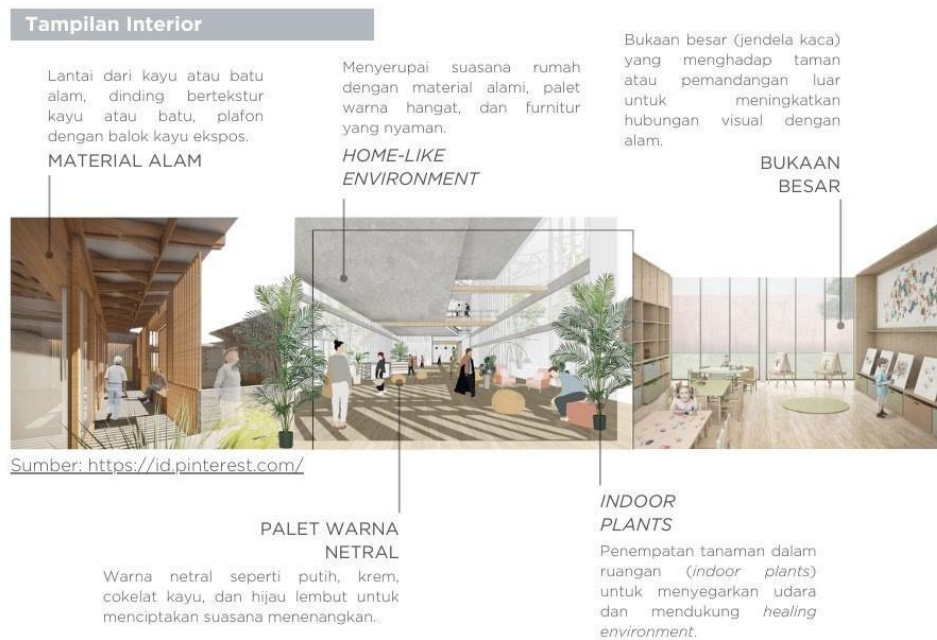 Tampilan Interior
Lantai dari kayu atau batu
alam, dinding bertekstur
kayu atau batu, plafon
dengan balok kayu ekspos.
MATERIAL ALAM
Menyerupai suasana rumah
dengan material alami, palet
warna hangat, dan furnitur
yang nyaman.
HOME-LIKE
ENVIRONMENT
Bukaan besar (jendela kaca)
yang menghadap taman
atau pemandangan luar
untuk meningkatkan
hubungan visual dengan
alam.
BUKAAN
BESAR
Sumber: https://id.pinterest.com/
PALET WARNA
NETRAL
Warna netral seperti putih, krem,
cokelat kayu, dan hijau lembut untuk
menciptakan suasana menenangkan.
INDOOR
PLANTS
Penempatan tanaman dalam
ruangan (indoor plants)
untuk menyegarkan udara
dan mendukung healing
environment.